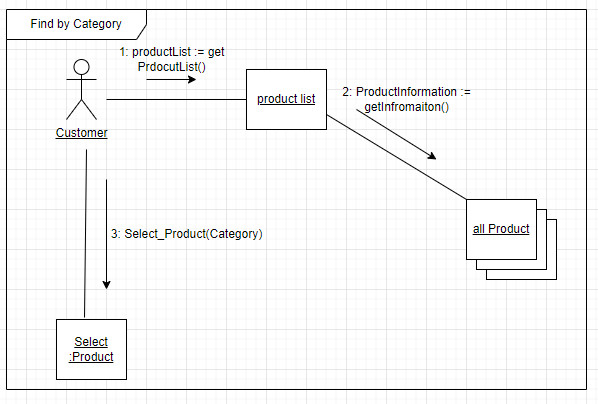 Find by Category
1: productList := get
PrdocutList()
product list
2: ProductInformation :=
getInfromaiton()
Customer
all Product
3: Select_Product(Category)
Select
:Product